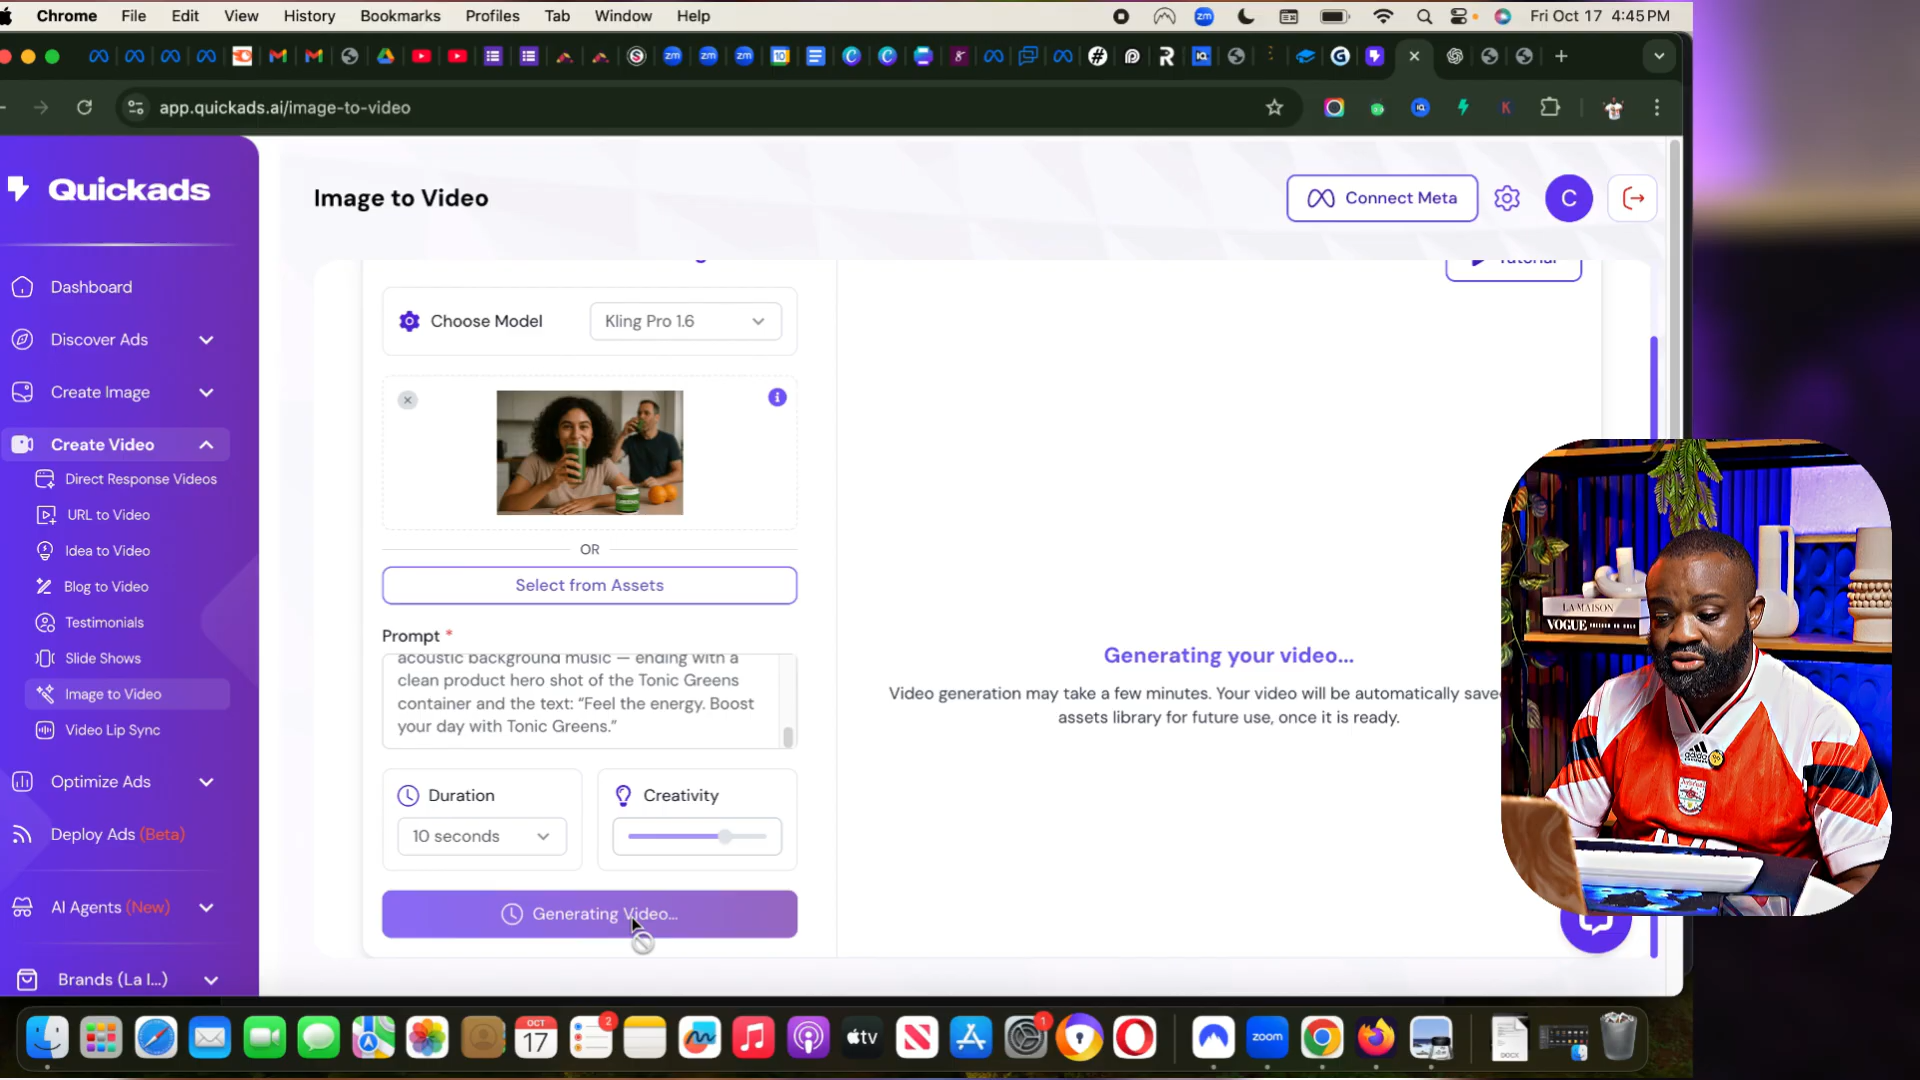 Chrome File Edit View History Bookmarks Profiles Tab Window Help
Fri Oct 17 4:45 PM
app.quickads.ai/image-to-video
Quickads
Image to Video
Connect Meta
C
Dashboard
Discover Ads
Create Image
Create Video
Direct Response Videos
URL to Video
Idea to Video
Blog to Video
Testimonials
Slide Shows
Image to Video
Video Lip Sync
Optimize Ads
Deploy Ads (Beta)
AI Agents (New)
Brands (La I...)
Tutorial
Choose Model
Kling Pro 1.6
OR
Select from Assets
Prompt *
acoustic background music — ending with a
clean product hero shot of the Tonic Greens
container and the text: “Feel the energy. Boost
your day with Tonic Greens.”
Duration
10 seconds
Creativity
Generating Video...
Generating your video...
Video generation may take a few minutes. Your video will be automatically save
assets library for future use, once it is ready.
LA MAISON
VOGUE
adidas
OCT
17
2
tv
1
zoom
DOCX